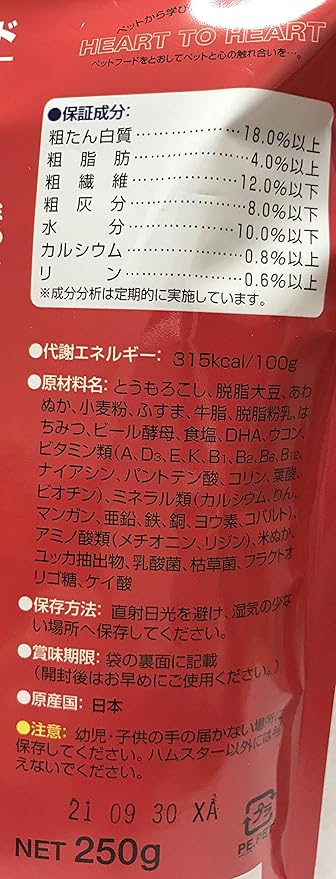 ペットから学び
HEART TO HEART
ペットフードをとおしてペットと心の触れ合いを…。
●保証成分:
粗たん白質……………18.0%以上
粗脂肪……………4.0%以上
粗繊維……………12.0%以下
粗灰分……………8.0%以下
水分……………10.0%以下
カルシウム……………0.8%以上
リン……………0.6%以上
※成分分析は定期的に実施しています。
●代謝エネルギー: 315kcal/100g
●原材料名: とうもろこし、脱脂大豆、あわ
ぬか、小麦粉、ふすま、牛脂、脱脂粉乳、は
ちみつ、ビール酵母、食塩、DHA、ウコン、
ビタミン類(A、D3、E、K、B1、B2、B6、B12、
ナイアシン、パントテン酸、コリン、葉酸、
ビオチン)、ミネラル類(カルシウム、りん、
マンガン、亜鉛、鉄、銅、ヨウ素、コバルト)、
アミノ酸類(メチオニン、リジン)、米ぬか、
ユッカ抽出物、乳酸菌、枯草菌、フラクトオ
リゴ糖、ケイ酸
●保存方法: 直射日光を避け、湿気の少な
い場所へ保存してください。
●賞味期限: 袋の裏面に記載
(開封後はお早めにご使用ください。)
●原産国: 日本
●注意: 幼児・子供の手の届かない場所に
保存してください。ハムスター以外には与
えないでください。
21 09 30 XA
プラ
NET 250g